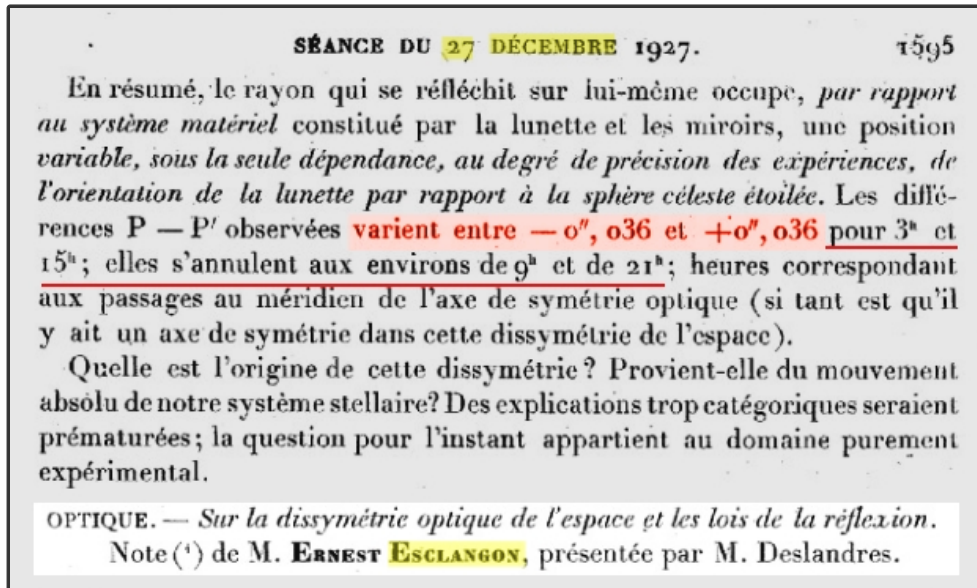 SÉANCE DU 27 DÉCEMBRE 1927. 1595
En résumé, le rayon qui se réfléchit sur lui-même occupe, par rapport
au système matériel constitué par la lunette et les miroirs, une position
variable, sous la seule dépendance, au degré de précision des expériences, de
l'orientation de la lunette par rapport à la sphère céleste étoilée. Les diffé-
rences P — P′ observées varient entre — 0″,036 et +0″,036 pour 3ʰ et
15ʰ; elles s'annulent aux environs de 9ʰ et de 21ʰ; heures correspondant
aux passages au méridien de l'axe de symétrie optique (si tant est qu'il
y ait un axe de symétrie dans cette dissymétrie de l'espace).
Quelle est l'origine de cette dissymétrie? Provient-elle du mouvement
absolu de notre système stellaire? Des explications trop catégoriques seraient
prématurées; la question pour l'instant appartient au domaine purement
expérimental.
OPTIQUE. — Sur la dissymétrie optique de l'espace et les lois de la réflexion.
Note (¹) de M. ERNEST ESCLANGON, présentée par M. Deslandres.